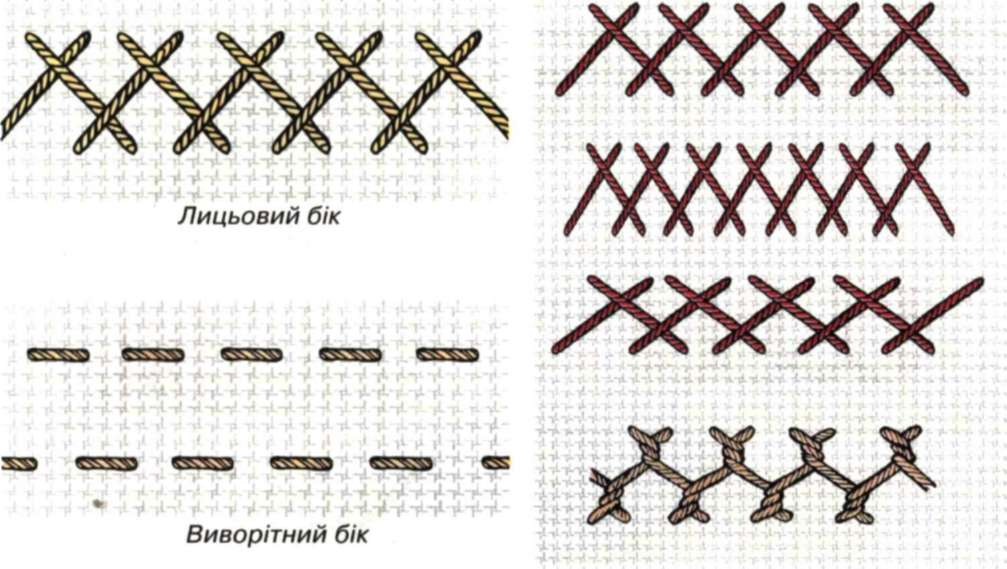 Лицьовий бік
Виворітний бік